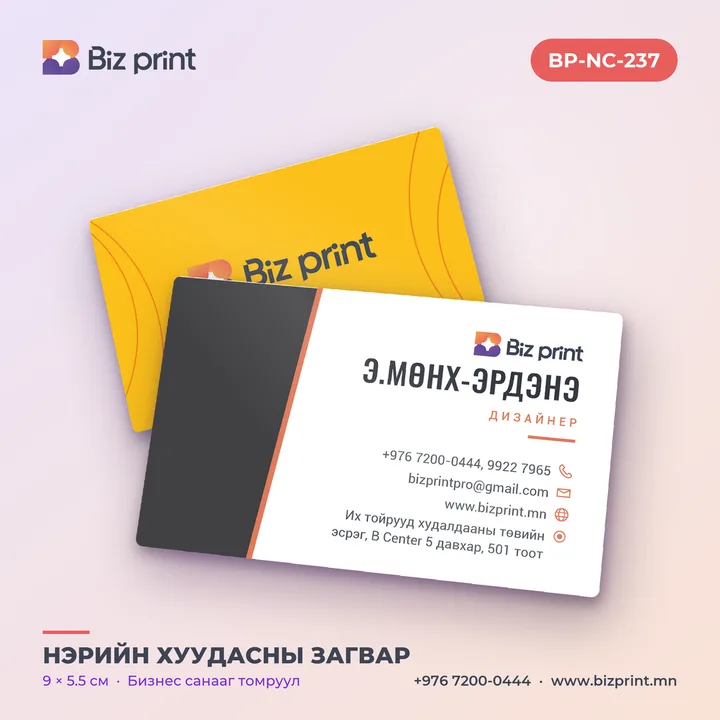 Biz print
BP-NC-237
Biz print
Biz print
Э.МӨНХ-ЭРДЭНЭ
ДИЗАЙНЕР
+976 7200-0444, 9922 7965
bizprintpro@gmail.com
www.bizprint.mn
Их тойрууд худалдааны төвийн
эсрэг, B Center 5 давхар, 501 тоот
НЭРИЙН ХУУДАСНЫ ЗАГВАР
9 × 5.5 см · Бизнес санааг томруул
+976 7200-0444 · www.bizprint.mn